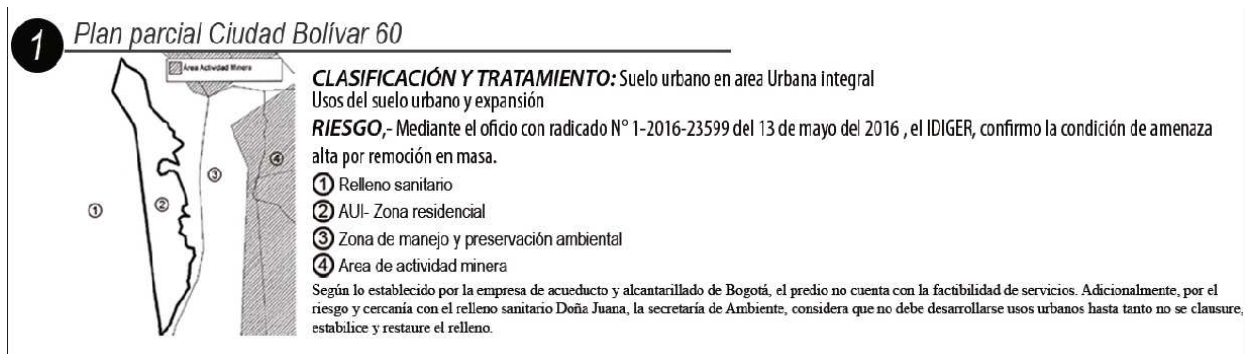 1 Plan parcial Ciudad Bolívar 60
Área Actividad Minera
CLASIFICACIÓN Y TRATAMIENTO: Suelo urbano en area Urbana integral
Usos del suelo urbano y expansión
RIESGO,- Mediante el oficio con radicado N° 1-2016-23599 del 13 de mayo del 2016 , el IDIGER, confirmo la condición de amenaza
alta por remoción en masa.
1 Relleno sanitario
2 AUI- Zona residencial
3 Zona de manejo y preservación ambiental
4 Area de actividad minera
Según lo establecido por la empresa de acueducto y alcantarillado de Bogotá, el predio no cuenta con la factibilidad de servicios. Adicionalmente, por el
riesgo y cercanía con el relleno sanitario Doña Juana, la secretaría de Ambiente, considera que no debe desarrollarse usos urbanos hasta tanto no se clausure,
estabilice y restaure el relleno.
1
2
3
4